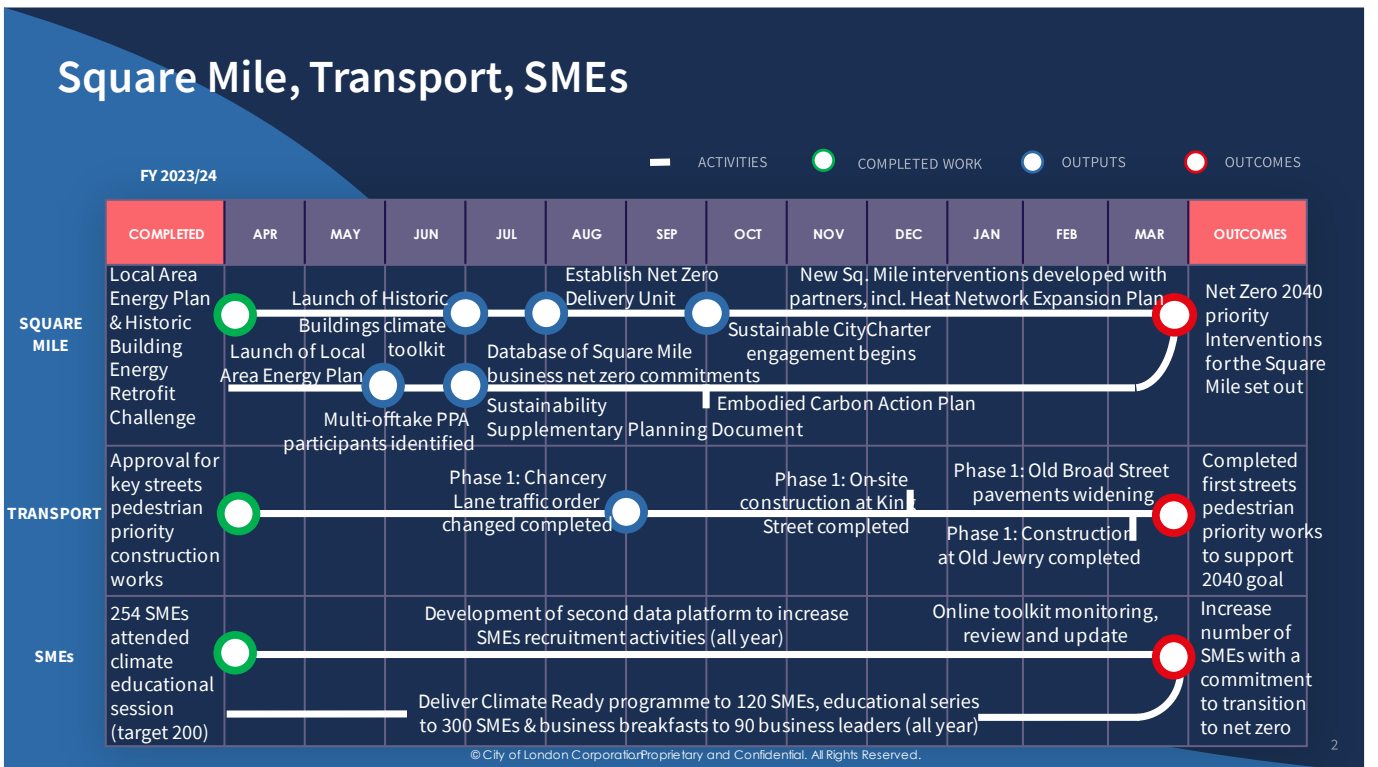 Square Mile, Transport, SMEs
ACTIVITIES
COMPLETED WORK
OUTPUTS
OUTCOMES
FY 2023/24
COMPLETED
APR
MAY
JUN
JUL
AUG
SEP
OCT
NOV
DEC
JAN
FEB
MAR
OUTCOMES
SQUARE
MILE
Local Area
Energy Plan
& Historic
Building
Energy
Retrofit
Challenge
Launch of Historic
Buildings climate
toolkit
Establish Net Zero
Delivery Unit
New Sq. Mile interventions developed with
partners, incl. Heat Network Expansion Plan
Sustainable CityCharter
engagement begins
Launch of Local
Area Energy Plan
Database of Square Mile
business net zero commitments
Multi-offtake PPA
participants identified
Sustainability
Supplementary Planning Document
Embodied Carbon Action Plan
Net Zero 2040
priority
Interventions
for the Square
Mile set out
TRANSPORT
Approval for
key streets
pedestrian
priority
construction
works
Phase 1: Chancery
Lane traffic order
changed completed
Phase 1: On-site
construction at King
Street completed
Phase 1: Old Broad Street
pavements widening
Phase 1: Construction
at Old Jewry completed
Completed
first streets
pedestrian
priority works
to support
2040 goal
SMEs
254 SMEs
attended
climate
educational
session
(target 200)
Development of second data platform to increase
SMEs recruitment activities (all year)
Online toolkit monitoring,
review and update
Deliver Climate Ready programme to 120 SMEs, educational series
to 300 SMEs & business breakfasts to 90 business leaders (all year)
Increase
number of
SMEs with a
commitment
to transition
to net zero
© City of London Corporation Proprietary and Confidential. All Rights Reserved.
2